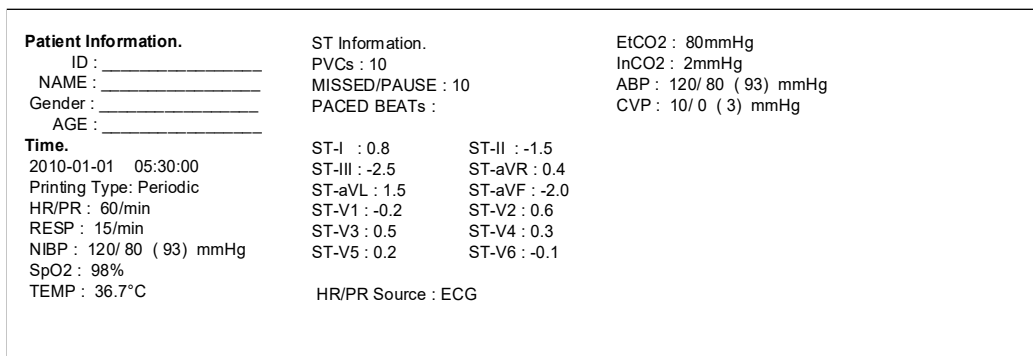 Patient Information.
ID : _________________
NAME : _________________
Gender : _________________
AGE : _________________
Time.
2010-01-01 05:30:00
Printing Type: Periodic
HR/PR : 60/min
RESP : 15/min
NIBP : 120/ 80 ( 93) mmHg
SpO2 : 98%
TEMP : 36.7°C
ST Information.
PVCs : 10
MISSED/PAUSE : 10
PACED BEATs :
ST-I : 0.8 ST-II : -1.5
ST-III : -2.5 ST-aVR : 0.4
ST-aVL : 1.5 ST-aVF : -2.0
ST-V1 : -0.2 ST-V2 : 0.6
ST-V3 : 0.5 ST-V4 : 0.3
ST-V5 : 0.2 ST-V6 : -0.1
HR/PR Source : ECG
EtCO2 : 80mmHg
InCO2 : 2mmHg
ABP : 120/ 80 ( 93) mmHg
CVP : 10/ 0 ( 3) mmHg